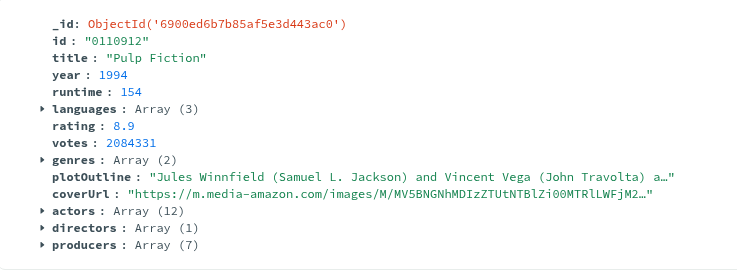 _id: ObjectId('6900ed6b7b85af5e3d443ac0')
id : "0110912"
title : "Pulp Fiction"
year : 1994
runtime : 154
languages : Array (3)
rating : 8.9
votes : 2084331
genres : Array (2)
plotOutline : "Jules Winnfield (Samuel L. Jackson) and Vincent Vega (John Travolta) a…"
coverUrl : "https://m.media-amazon.com/images/M/MV5BNGNhMDIzZTUtNTBlZi00MTRlLWFjM2…"
actors : Array (12)
directors : Array (1)
producers : Array (7)